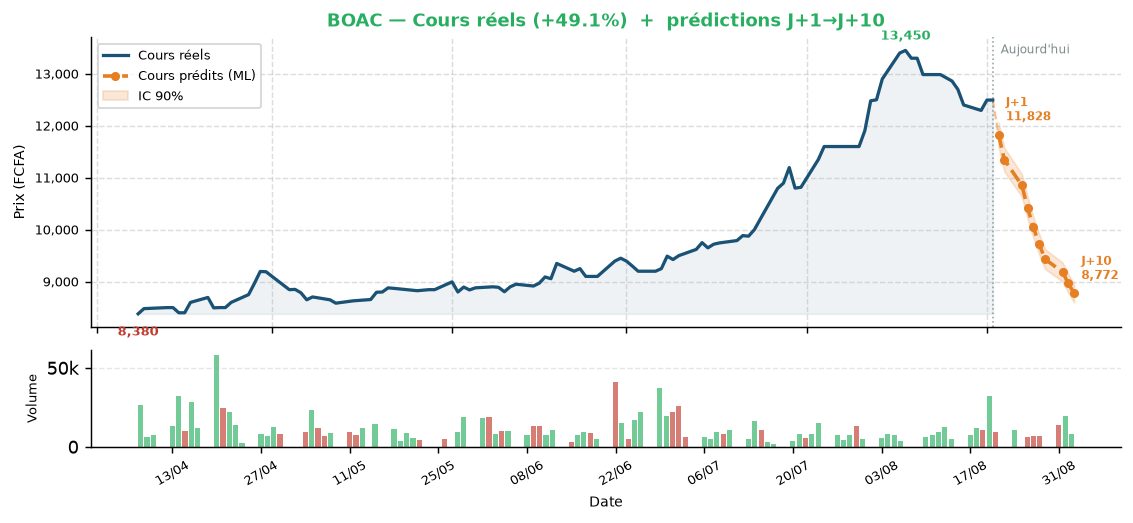 BOAC — Cours réels (+49.1%) + prédictions J+1→J+10
13,450
Cours réels
Cours prédits (ML)
IC 90%
Aujourd'hui
J+1
11,828
J+10
8,772
8,380
Prix (FCFA)
13,000
12,000
11,000
10,000
9,000
Volume
50k
0
13/04
27/04
11/05
25/05
08/06
22/06
06/07
20/07
03/08
17/08
31/08
Date